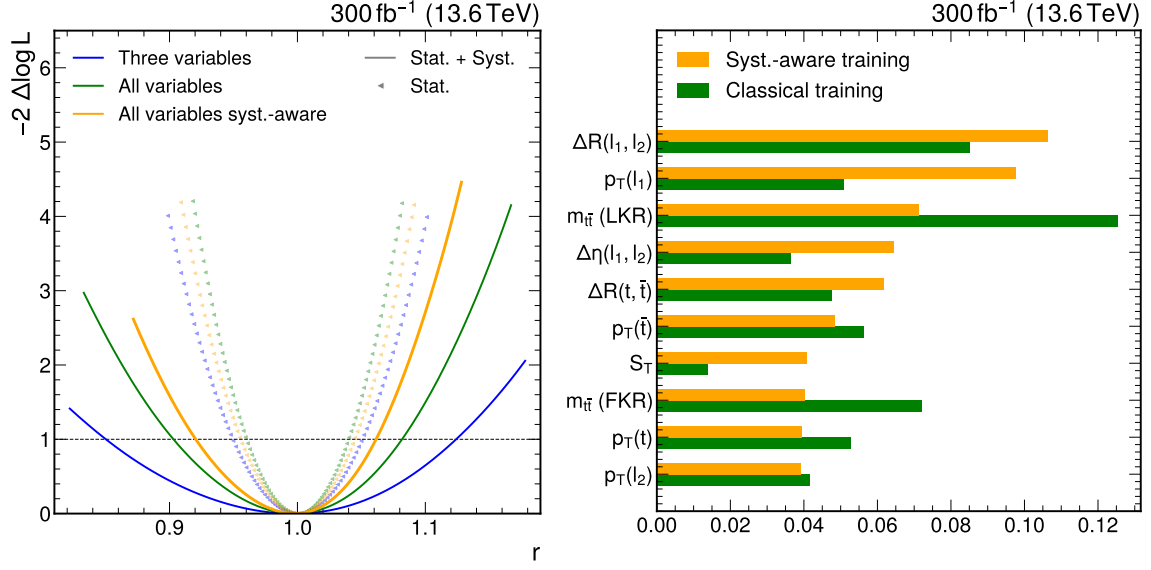 300 fb⁻¹ (13.6 TeV)
−2 Δlog L
Three variables
All variables
All variables syst.-aware
Stat. + Syst.
Stat.
6
5
4
3
2
1
0
0.9 1.0 1.1
r
300 fb⁻¹ (13.6 TeV)
Syst.-aware training
Classical training
ΔR(l₁, l₂)
p_T(l₁)
m_tt̄ (LKR)
Δη(l₁, l₂)
ΔR(t, t̄)
p_T(t̄)
S_T
m_tt̄ (FKR)
p_T(t)
p_T(l₂)
0.00 0.02 0.04 0.06 0.08 0.10 0.12